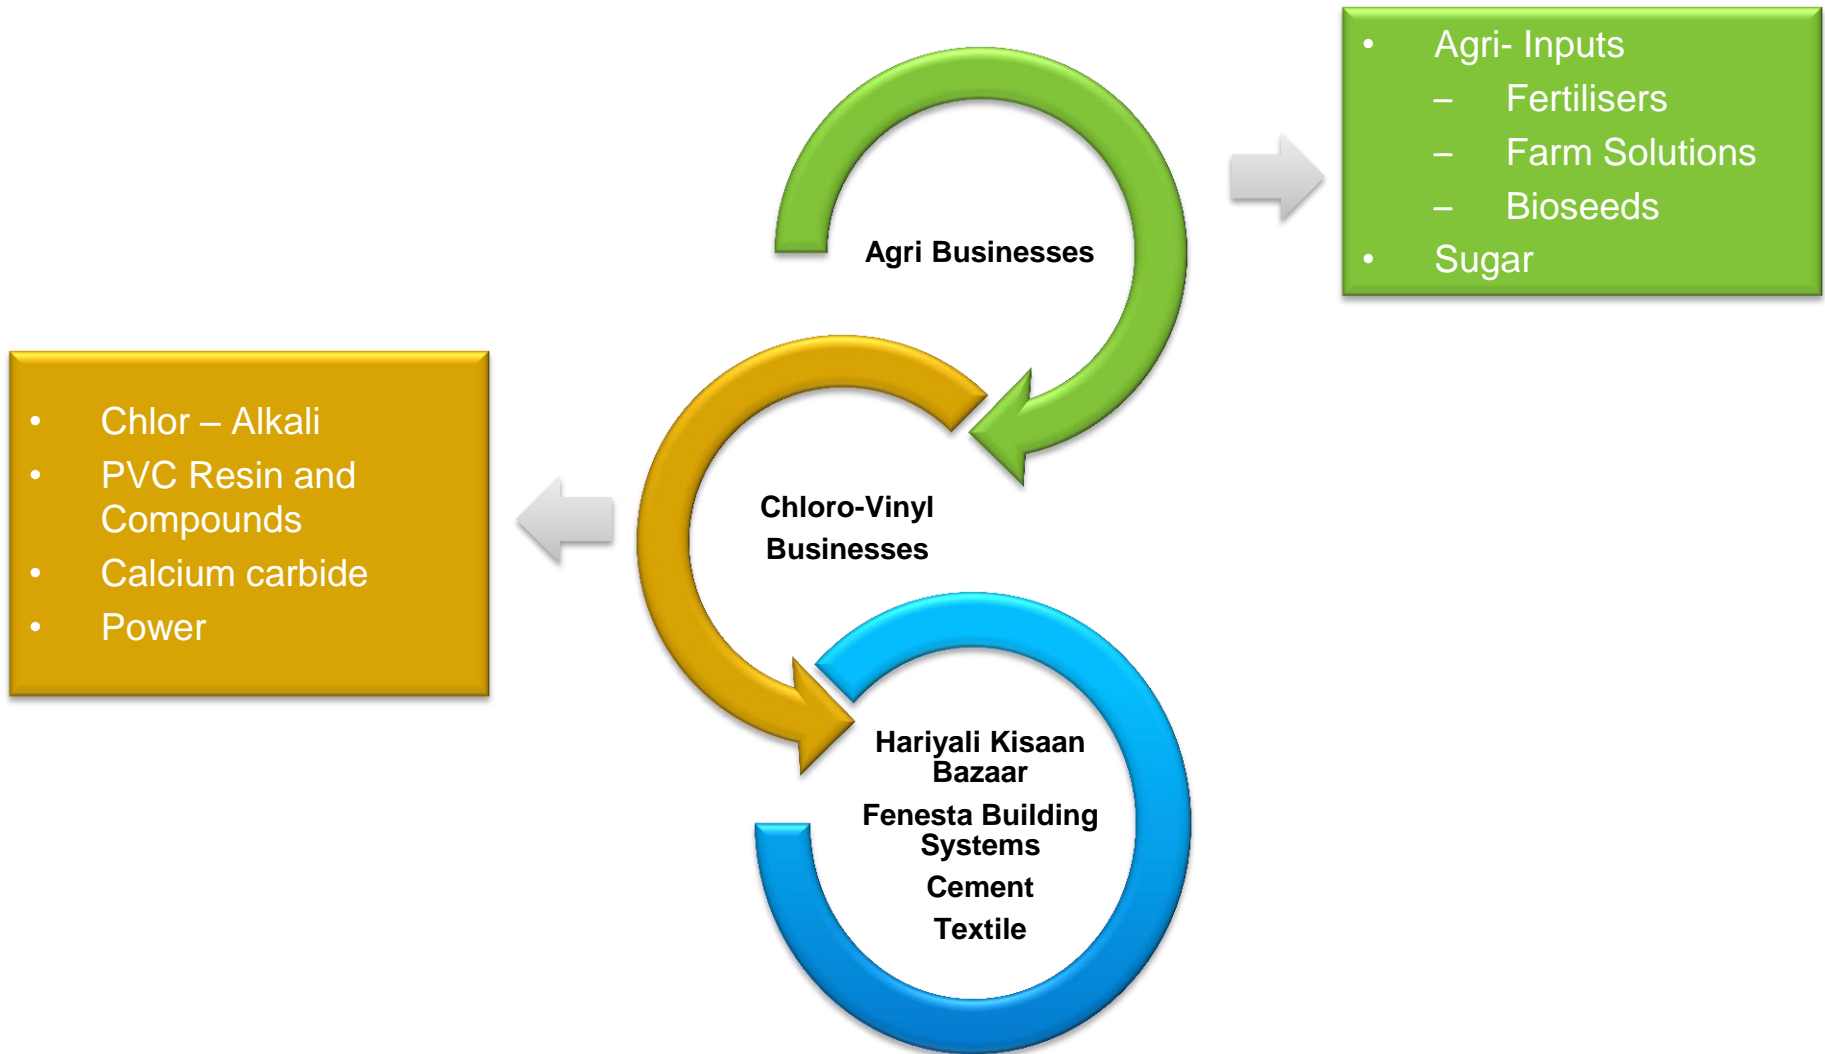 • Agri- Inputs
– Fertilisers
– Farm Solutions
– Bioseeds
• Sugar
Agri Businesses
• Chlor – Alkali
• PVC Resin and
Compounds
• Calcium carbide
• Power
Chloro-Vinyl
Businesses
Hariyali Kisaan
Bazaar
Fenesta Building
Systems
Cement
Textile